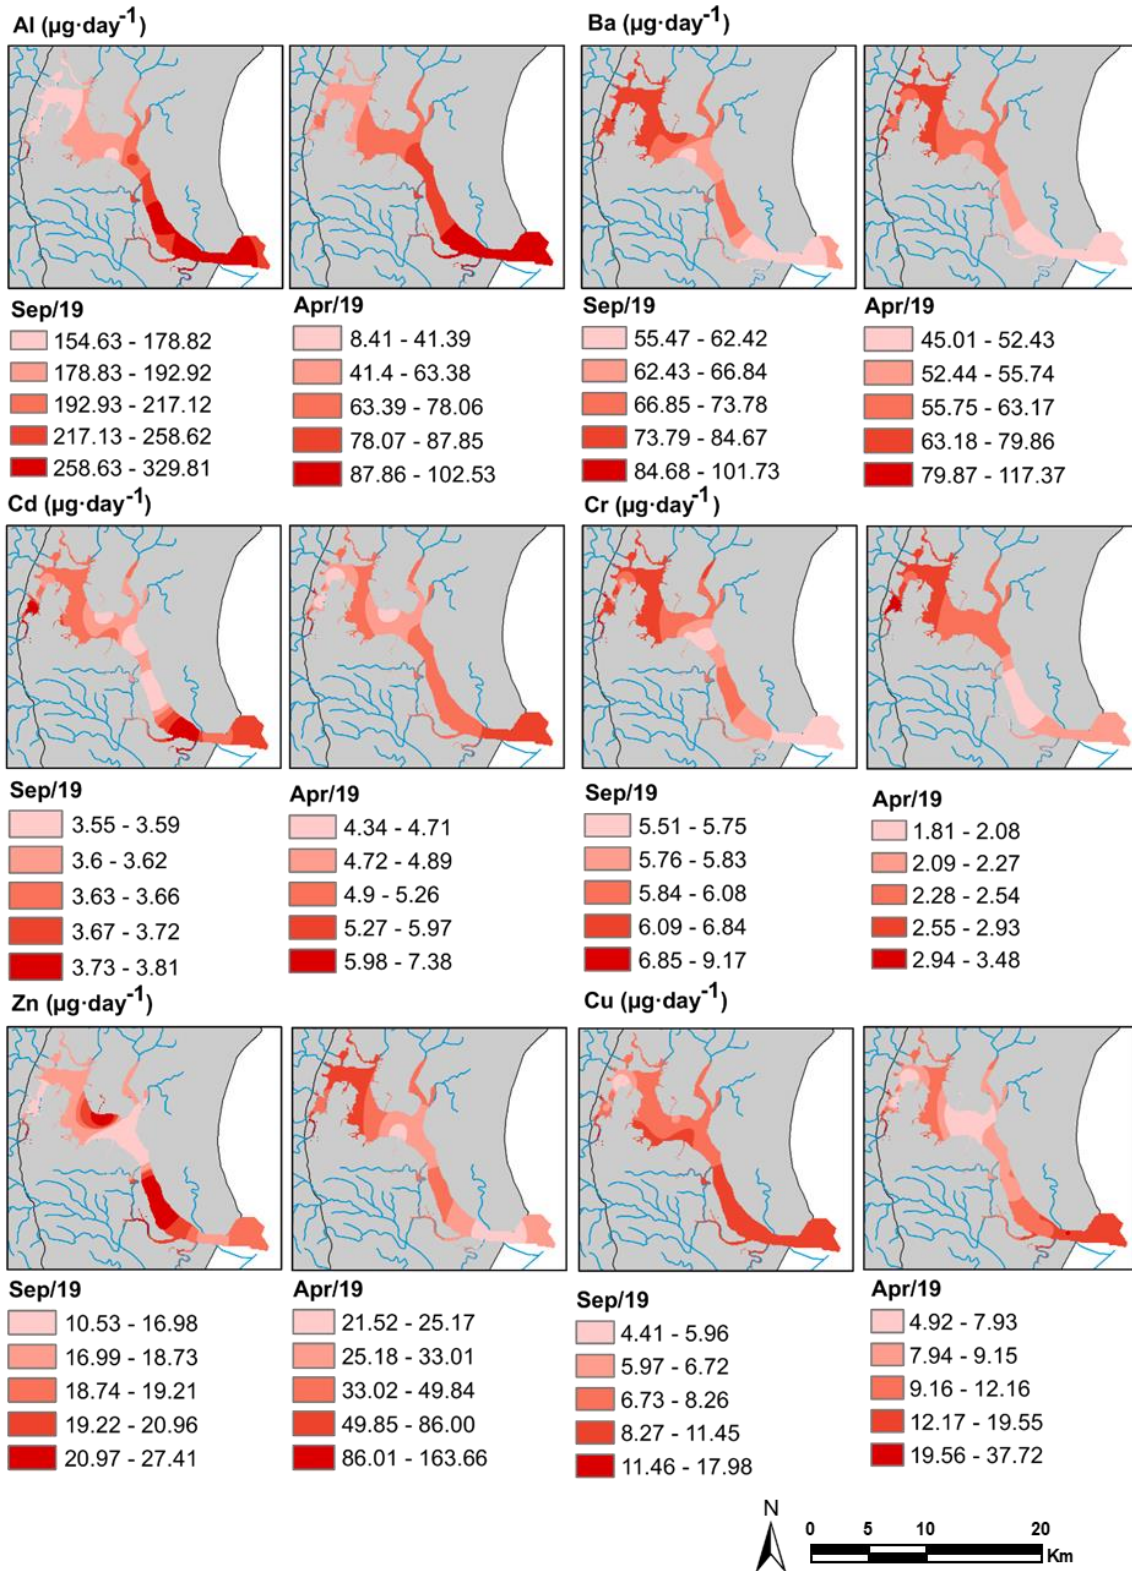 Al (µg·day-1)
Ba (µg·day-1)
Sep/19
154.63 - 178.82
178.83 - 192.92
192.93 - 217.12
217.13 - 258.62
258.63 - 329.81
Apr/19
8.41 - 41.39
41.4 - 63.38
63.39 - 78.06
78.07 - 87.85
87.86 - 102.53
Sep/19
55.47 - 62.42
62.43 - 66.84
66.85 - 73.78
73.79 - 84.67
84.68 - 101.73
Apr/19
45.01 - 52.43
52.44 - 55.74
55.75 - 63.17
63.18 - 79.86
79.87 - 117.37
Cd (µg·day-1)
Cr (µg·day-1)
Sep/19
3.55 - 3.59
3.6 - 3.62
3.63 - 3.66
3.67 - 3.72
3.73 - 3.81
Apr/19
4.34 - 4.71
4.72 - 4.89
4.9 - 5.26
5.27 - 5.97
5.98 - 7.38
Sep/19
5.51 - 5.75
5.76 - 5.83
5.84 - 6.08
6.09 - 6.84
6.85 - 9.17
Apr/19
1.81 - 2.08
2.09 - 2.27
2.28 - 2.54
2.55 - 2.93
2.94 - 3.48
Zn (µg·day-1)
Cu (µg·day-1)
Sep/19
10.53 - 16.98
16.99 - 18.73
18.74 - 19.21
19.22 - 20.96
20.97 - 27.41
Apr/19
21.52 - 25.17
25.18 - 33.01
33.02 - 49.84
49.85 - 86.00
86.01 - 163.66
Sep/19
4.41 - 5.96
5.97 - 6.72
6.73 - 8.26
8.27 - 11.45
11.46 - 17.98
Apr/19
4.92 - 7.93
7.94 - 9.15
9.16 - 12.16
12.17 - 19.55
19.56 - 37.72
N
0 5 10 20
Km